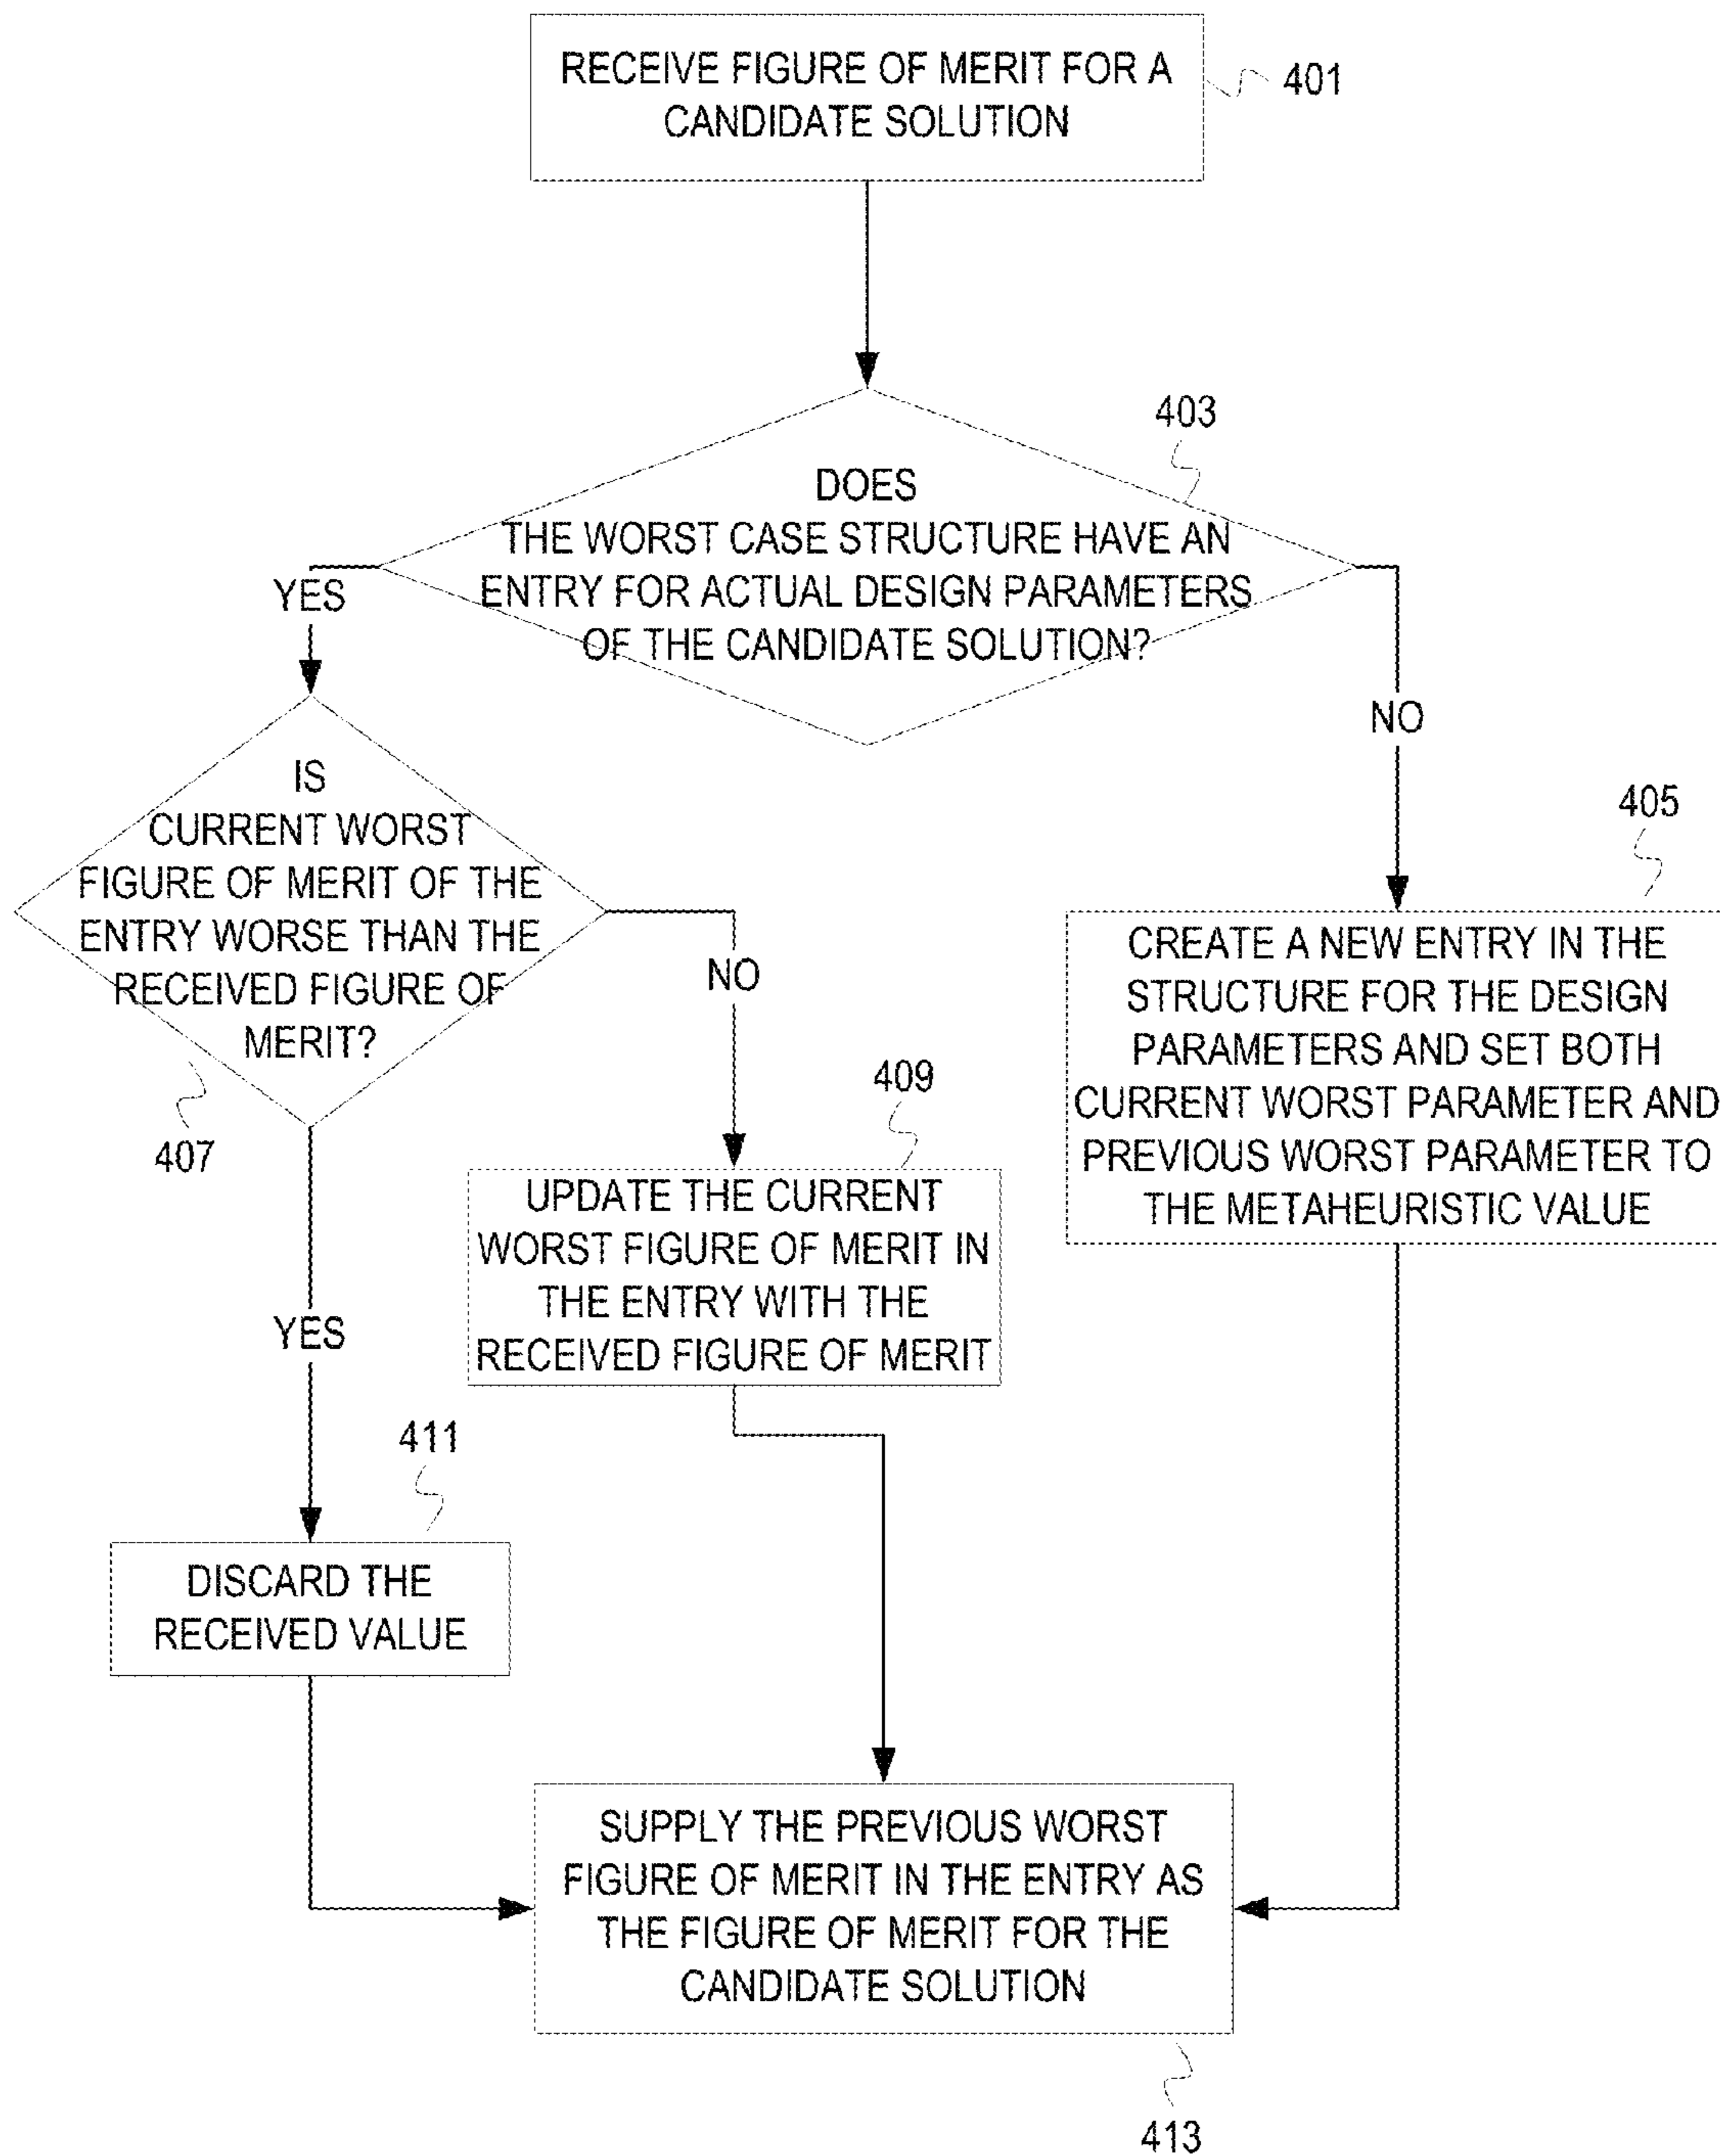 RECEIVE FIGURE OF MERIT FOR A
CANDIDATE SOLUTION
401
403
DOES
THE WORST CASE STRUCTURE HAVE AN
ENTRY FOR ACTUAL DESIGN PARAMETERS
OF THE CANDIDATE SOLUTION?
YES
NO
IS
CURRENT WORST
FIGURE OF MERIT OF THE
ENTRY WORSE THAN THE
RECEIVED FIGURE OF
MERIT?
407
NO
405
CREATE A NEW ENTRY IN THE
STRUCTURE FOR THE DESIGN
PARAMETERS AND SET BOTH
CURRENT WORST PARAMETER AND
PREVIOUS WORST PARAMETER TO
THE METAHEURISTIC VALUE
409
UPDATE THE CURRENT
WORST FIGURE OF MERIT IN
THE ENTRY WITH THE
RECEIVED FIGURE OF MERIT
YES
411
DISCARD THE
RECEIVED VALUE
SUPPLY THE PREVIOUS WORST
FIGURE OF MERIT IN THE ENTRY AS
THE FIGURE OF MERIT FOR THE
CANDIDATE SOLUTION
413